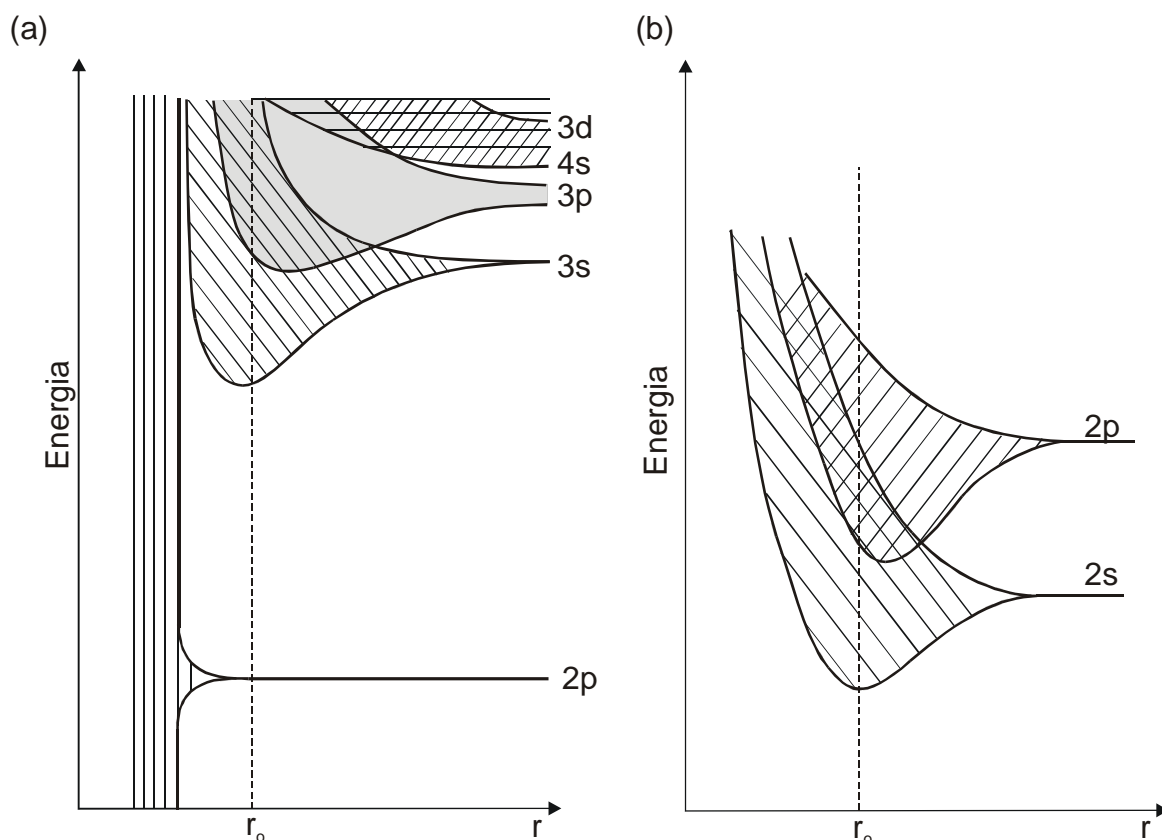 (a)
Energia
3d
4s
3p
3s
2p
r₀
r
(b)
Energia
2p
2s
r₀
r